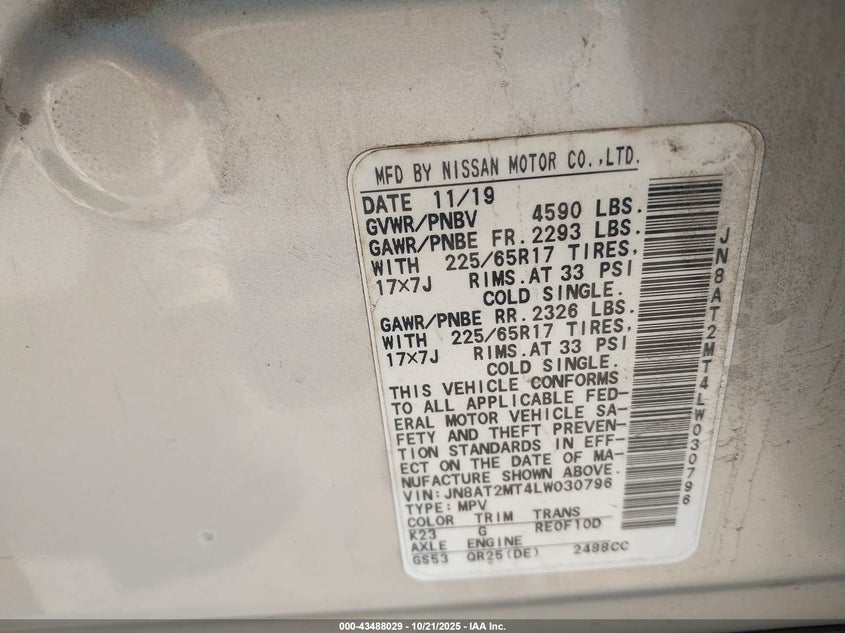 MFD BY NISSAN MOTOR CO.,LTD.
DATE 11/19
GVWR/PNBV 4590 LBS.
GAWR/PNBE FR. 2293 LBS.
WITH 225/65R17 TIRES,
17×7J RIMS.AT 33 PSI
COLD SINGLE.
GAWR/PNBE RR. 2326 LBS.
WITH 225/65R17 TIRES,
17×7J RIMS.AT 33 PSI
COLD SINGLE.
THIS VEHICLE CONFORMS
TO ALL APPLICABLE FED-
ERAL MOTOR VEHICLE SA-
FETY AND THEFT PREVEN-
TION STANDARDS IN EFF-
ECT ON THE DATE OF MA-
NUFACTURE SHOWN ABOVE.
VIN:JN8AT2MT4LW030796
TYPE:MPV
COLOR TRIM TRANS
K23 G RE0F10D
AXLE ENGINE
GS53 QR25(DE) 2488CC
JN8AT2MT4LW030796
000-43488029 - 10/21/2025 - IAA Inc.